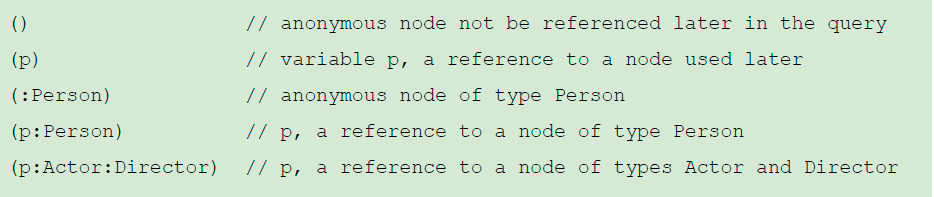 () // anonymous node not be referenced later in the query
(p) // variable p, a reference to a node used later
(:Person) // anonymous node of type Person
(p:Person) // p, a reference to a node of type Person
(p:Actor:Director) // p, a reference to a node of types Actor and Director